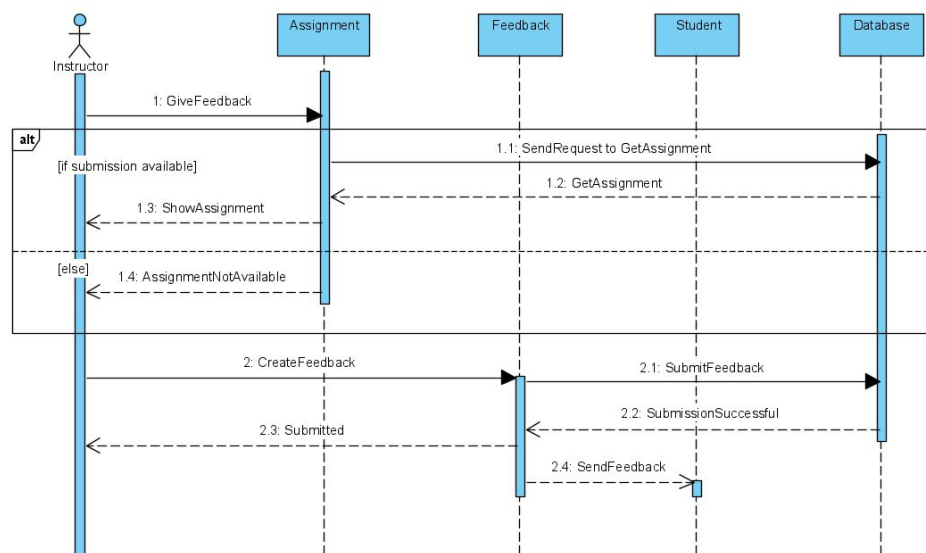 Assignment
Feedback
Student
Database
Instructor
1: GiveFeedback
alt
1.1: SendRequest to GetAssignment
[if submission available]
1.2: GetAssignment
1.3: ShowAssignment
[else]
1.4: AssignmentNotAvailable
2: CreateFeedback
2.1: SubmitFeedback
2.2: SubmissionSuccessful
2.3: Submitted
2.4: SendFeedback